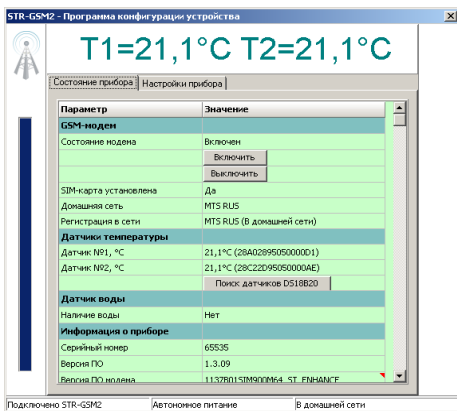 STR-GSM2 - Программа конфигурации устройства
T1=21,1°C T2=21,1°C
Состояние прибора Настройки прибора
Параметр Значение
GSM-модем
Состояние модема Включен
Включить
Выключить
SIM-карта установлена Да
Домашняя сеть MTS RUS
Регистрация в сети MTS RUS (В домашней сети)
Датчики температуры
Датчик №1, °C 21,1°C (28A02895050000D1)
Датчик №2, °C 21,1°C (28C22D95050000AE)
Поиск датчиков DS18B20
Датчик воды
Наличие воды Нет
Информация о приборе
Серийный номер 65535
Версия ПО 1.3.09
Версия ПО модема 1137B01SIM900M64_ST_ENHANCE
Подключено STR-GSM2 Автономное питание В домашней сети